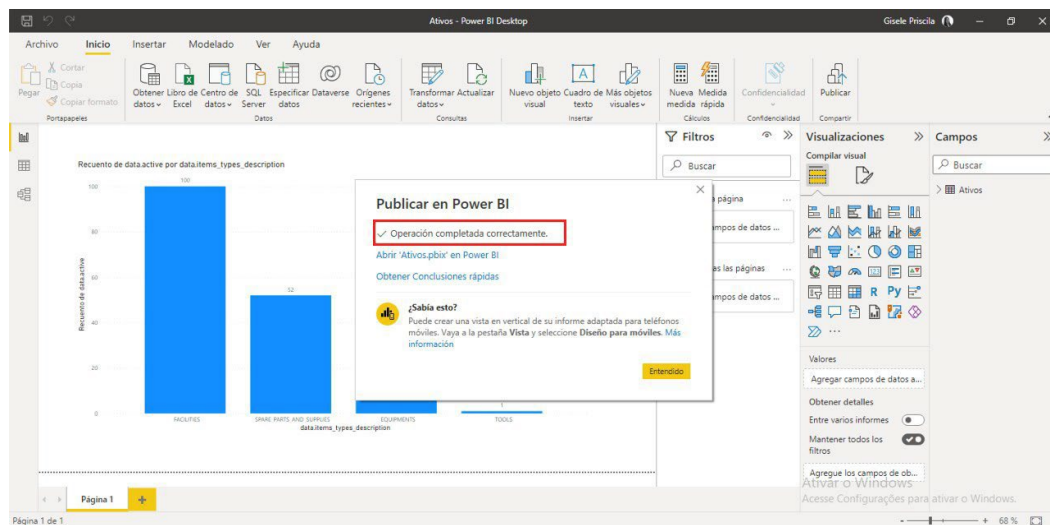 Ativos - Power BI Desktop
Gisele Priscila
Archivo Inicio Insertar Modelado Ver Ayuda
Pegar
Cortar
Copia
Copiar formato
Portapapeles
Obtener datos
Libro de Excel
Centro de datos
SQL Server
Especificar datos
Dataverse
Orígenes recientes
Datos
Transformar datos
Actualizar
Consultas
Nuevo objeto visual
Cuadro de texto
Más objetos visuales
Insertar
Nueva medida
Medida rápida
Cálculos
Confidencialidad
Confidencialidad
Publicar
Compartir
Recuento de data.active por data.items_types_description
Recuento de data.active
100
80
60
40
20
0
100
52
1
FACILITIES
SPARE_PARTS_AND_SUPPLIES
EQUIPMENTS
TOOLS
data.items_types_description
Publicar en Power BI
Operación completada correctamente.
Abrir 'Ativos.pbix' en Power BI
Obtener Conclusiones rápidas
¿Sabía esto?
Puede crear una vista en vertical de su informe adaptada para teléfonos
móviles. Vaya a la pestaña Vista y seleccione Diseño para móviles. Más
información
Entendido
Filtros
Buscar
página
mpos de datos ...
as las páginas
mpos de datos ...
Visualizaciones
Compilar visual
R Py
Valores
Agregar campos de datos a...
Obtener detalles
Entre varios informes
Mantener todos los
filtros
Agregue los campos de ob...
Campos
Buscar
Ativos
Ativar o Windows
Acesse Configurações para ativar o Windows.
Página 1
Página 1 de 1
68 %